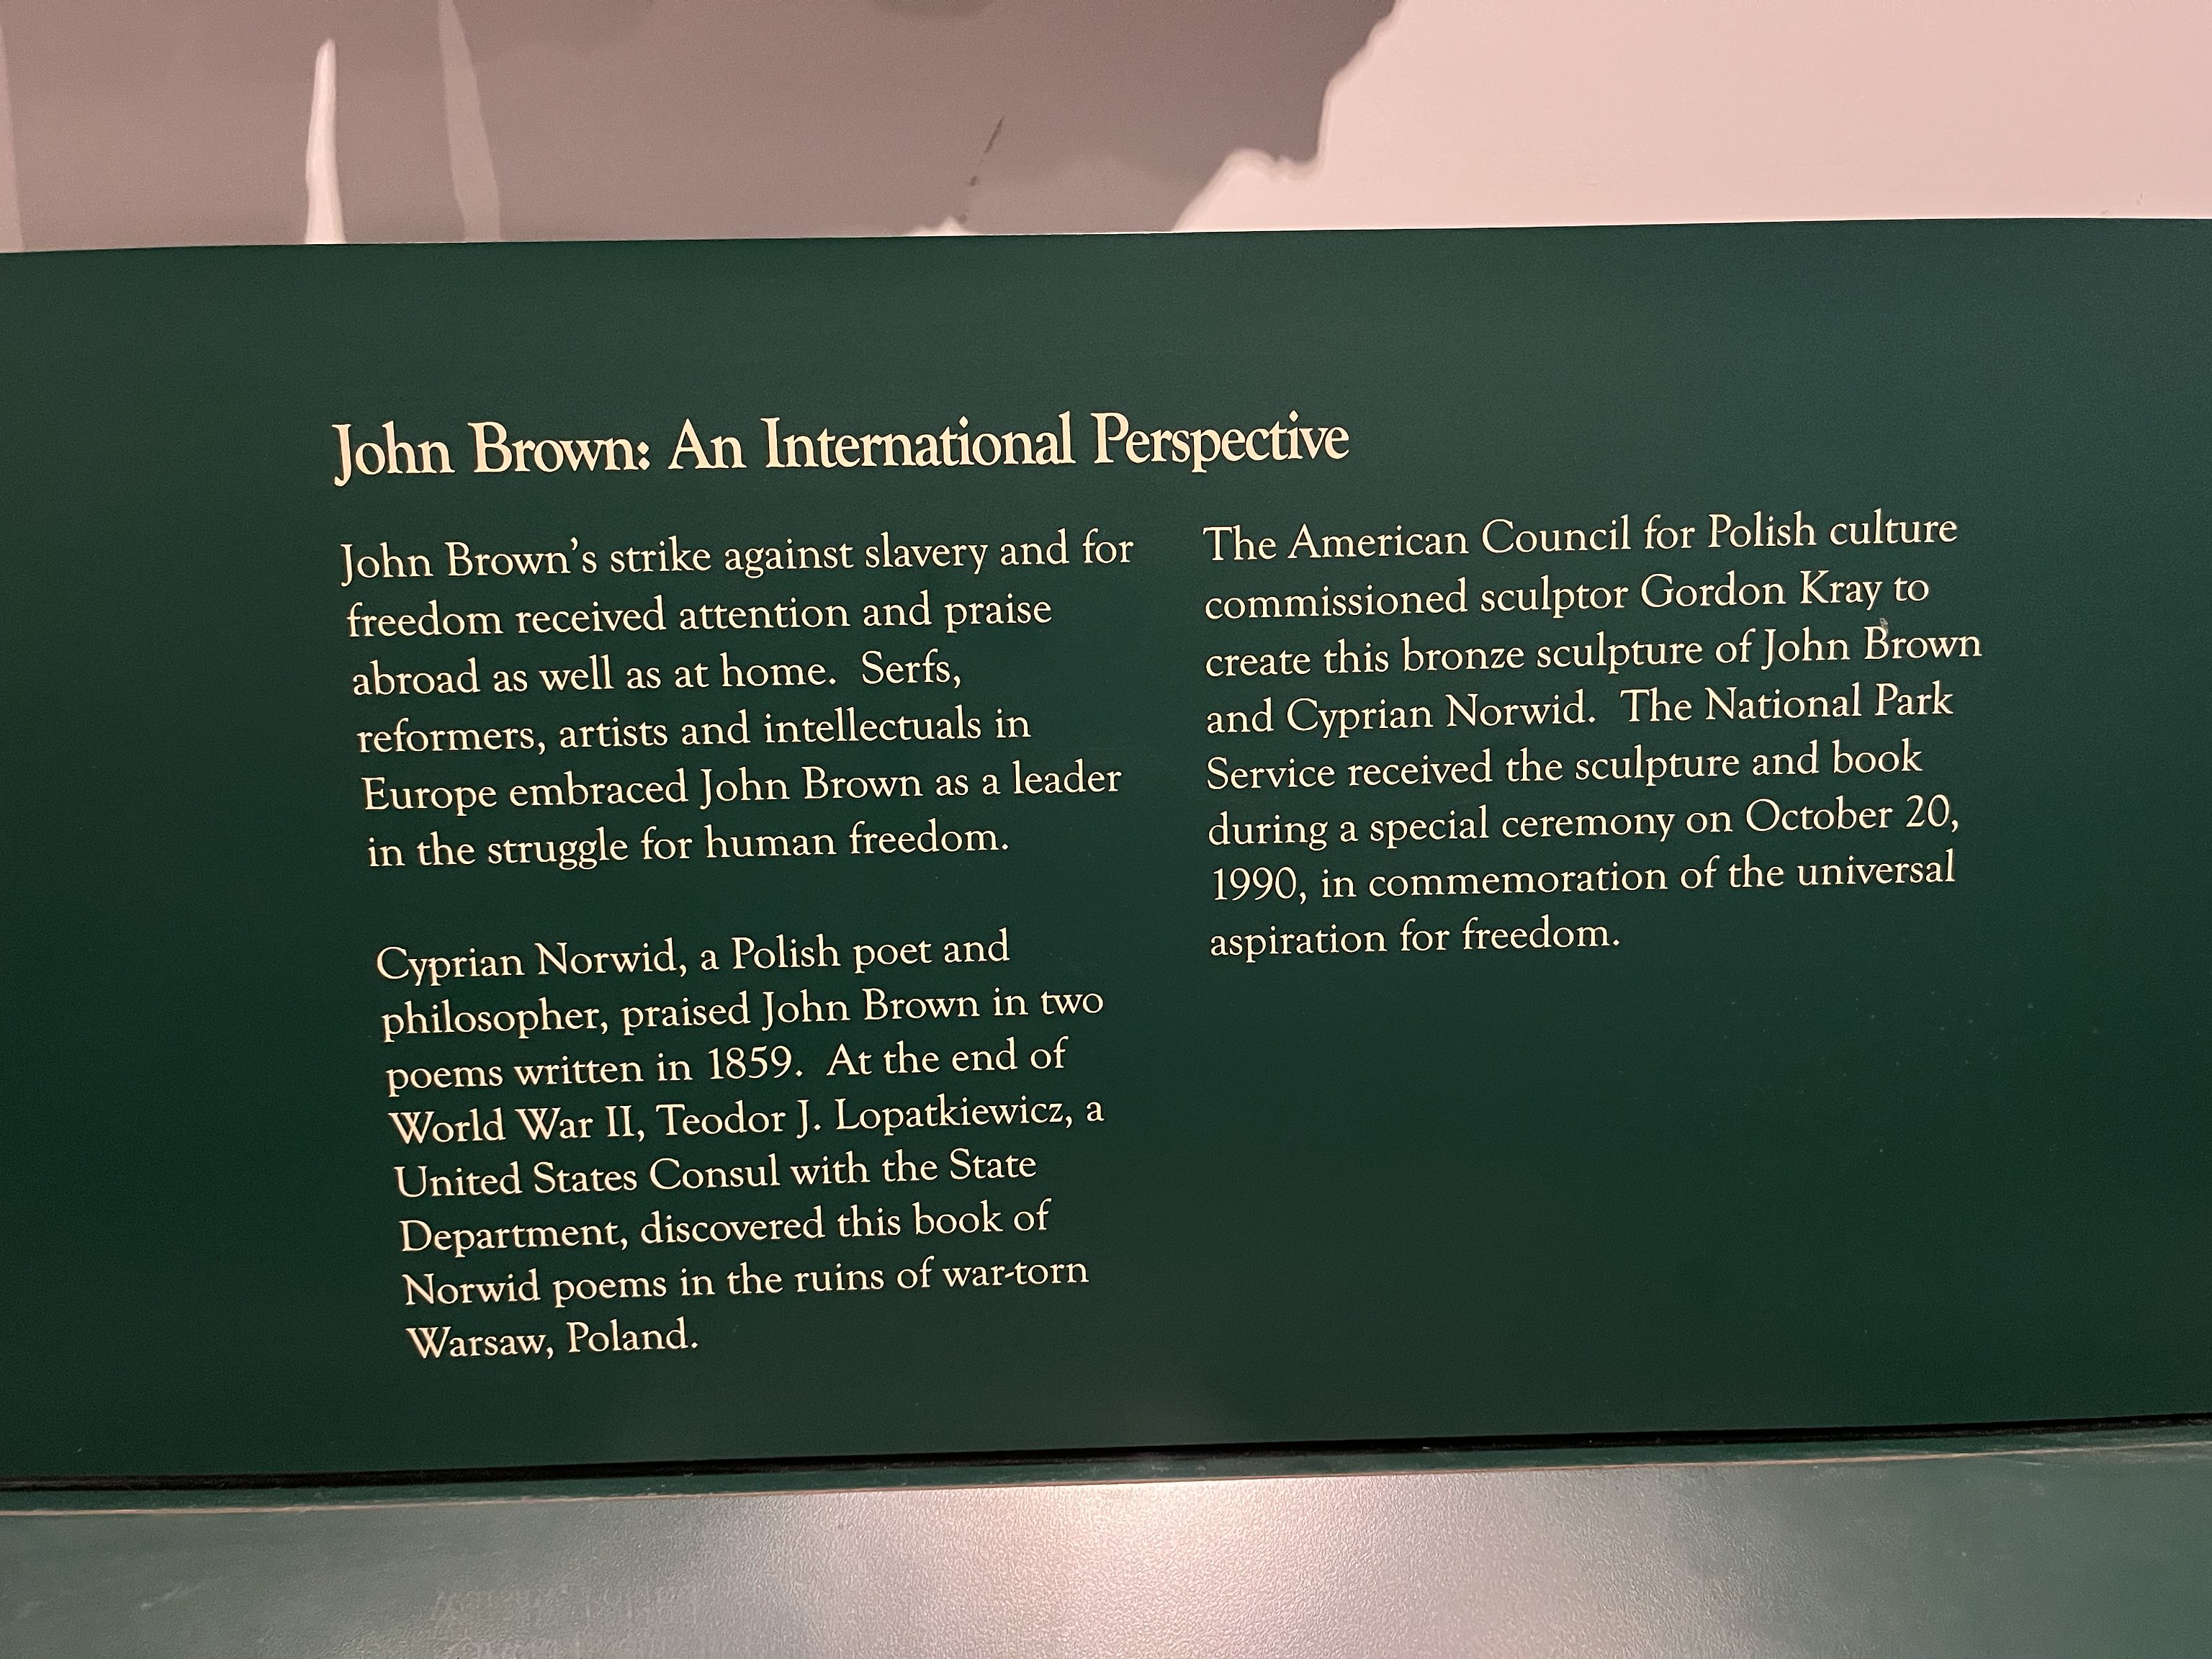 John Brown: An International Perspective
John Brown's strike against slavery and for
freedom received attention and praise
abroad as well as at home.  Serfs,
reformers, artists and intellectuals in
Europe embraced John Brown as a leader
in the struggle for human freedom.
Cyprian Norwid, a Polish poet and
philosopher, praised John Brown in two
poems written in 1859.  At the end of
World War II, Teodor J. Lopatkiewicz, a
United States Consul with the State
Department, discovered this book of
Norwid poems in the ruins of war-torn
Warsaw, Poland.
The American Council for Polish culture
commissioned sculptor Gordon Kray to
create this bronze sculpture of John Brown
and Cyprian Norwid.  The National Park
Service received the sculpture and book
during a special ceremony on October 20,
1990, in commemoration of the universal
aspiration for freedom.